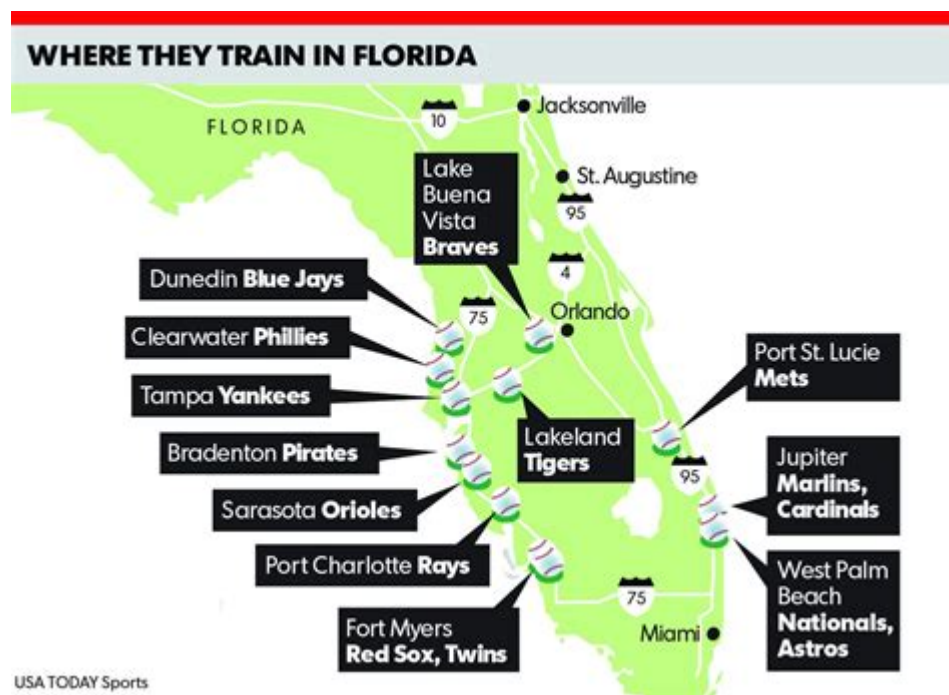 WHERE THEY TRAIN IN FLORIDA
10
Jacksonville
FLORIDA
Lake
Buena
Vista
Braves
St. Augustine
95
4
Dunedin Blue Jays
75
Orlando
Clearwater Phillies
Port St. Lucie
Mets
Tampa Yankees
Lakeland
Tigers
Bradenton Pirates
95
Jupiter
Marlins,
Cardinals
Sarasota Orioles
Port Charlotte Rays
West Palm
Beach
Nationals,
Astros
75
Fort Myers
Red Sox, Twins
Miami
USA TODAY Sports